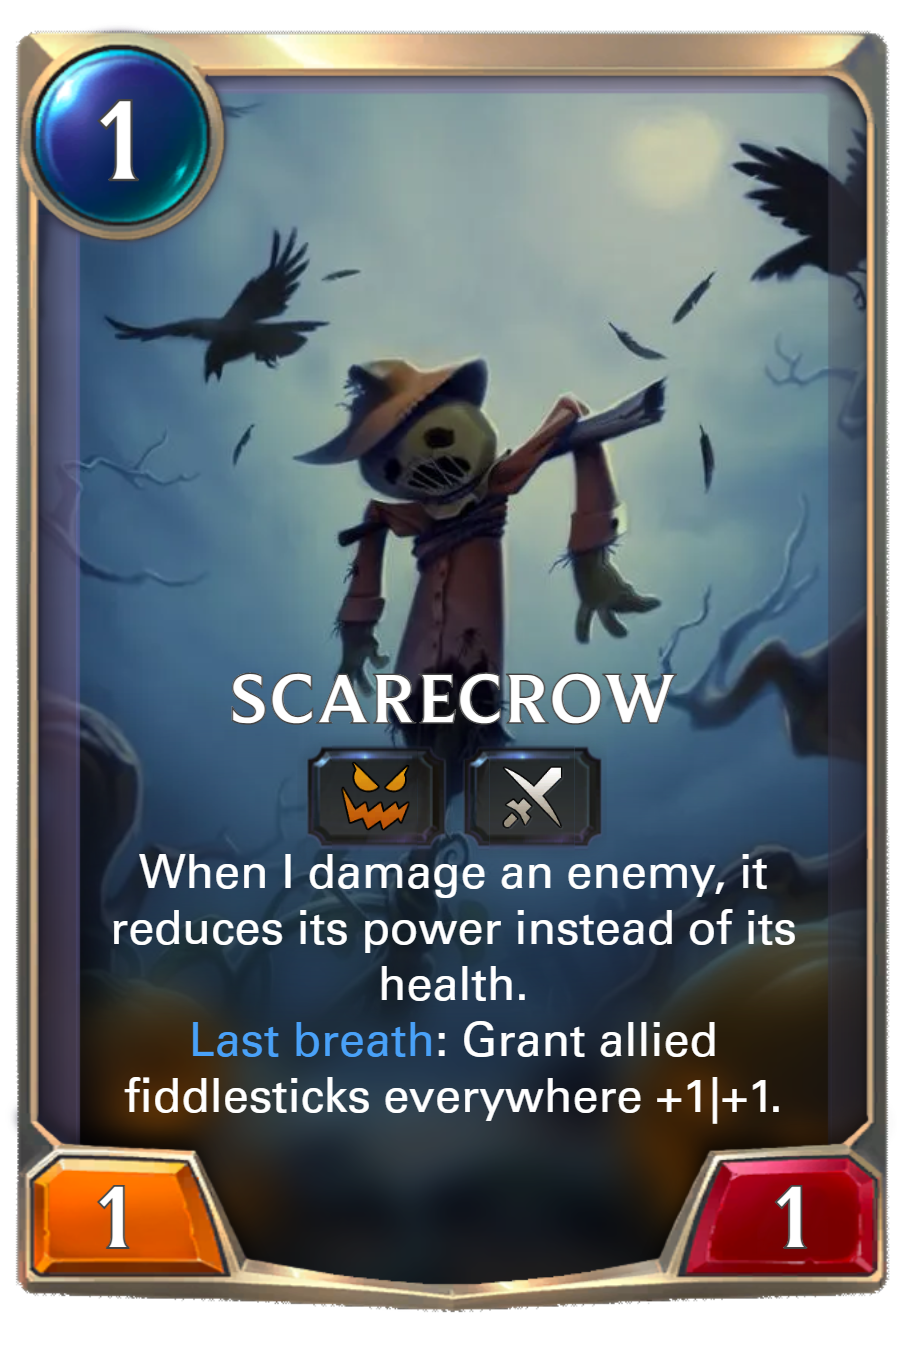 1
SCARECROW
When I damage an enemy, it
reduces its power instead of its
health.
Last breath: Grant allied
fiddlesticks everywhere +1|+1.
1
1